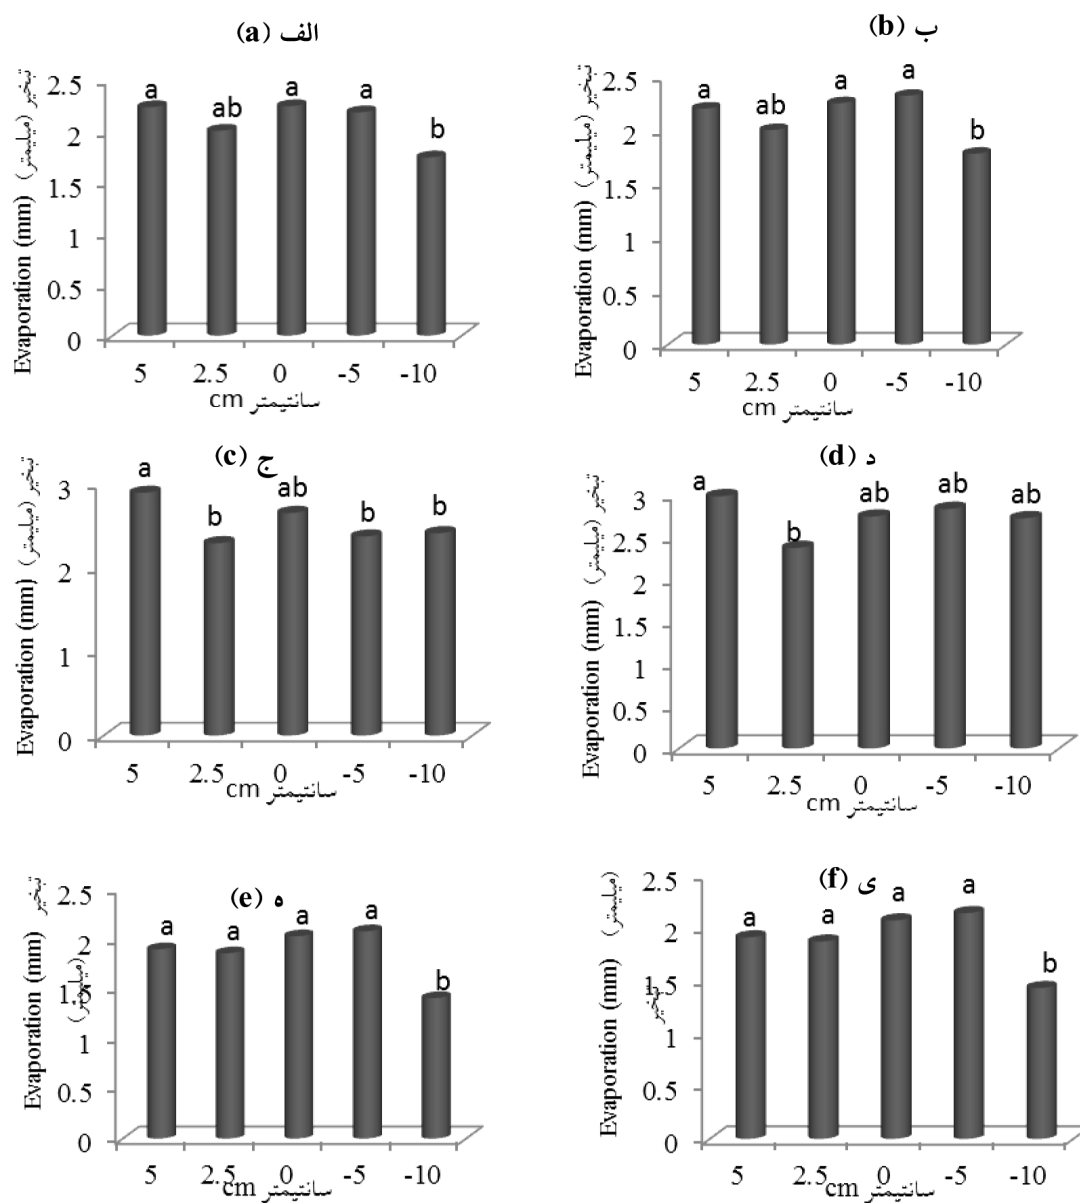 الف (a)
Evaporation (mm) تبخیر (میلیمتر)
2.5
2
1.5
1
0.5
0
a ab a a b
5 2.5 0 -5 -10
سانتیمتر cm
ب (b)
Evaporation (mm) تبخیر (میلیمتر)
2.5
2
1.5
1
0.5
0
a ab a a b
5 2.5 0 -5 -10
سانتیمتر cm
ج (c)
Evaporation (mm) تبخیر (میلیمتر)
3
2
1
0
a b ab b b
5 2.5 0 -5 -10
سانتیمتر cm
د (d)
Evaporation (mm) تبخیر (میلیمتر)
3
2.5
2
1.5
1
0.5
0
a b ab ab ab
5 2.5 0 -5 -10
سانتیمتر cm
ه (e)
Evaporation (mm) تبخیر
(میلیمتر)
2.5
2
1.5
1
0.5
0
a a a a b
5 2.5 0 -5 -10
سانتیمتر cm
ی (f)
Evaporation (mm) (میلیمتر)
تبخیر
2.5
2
1.5
1
0.5
0
a a a a b
5 2.5 0 -5 -10
سانتیمتر cm